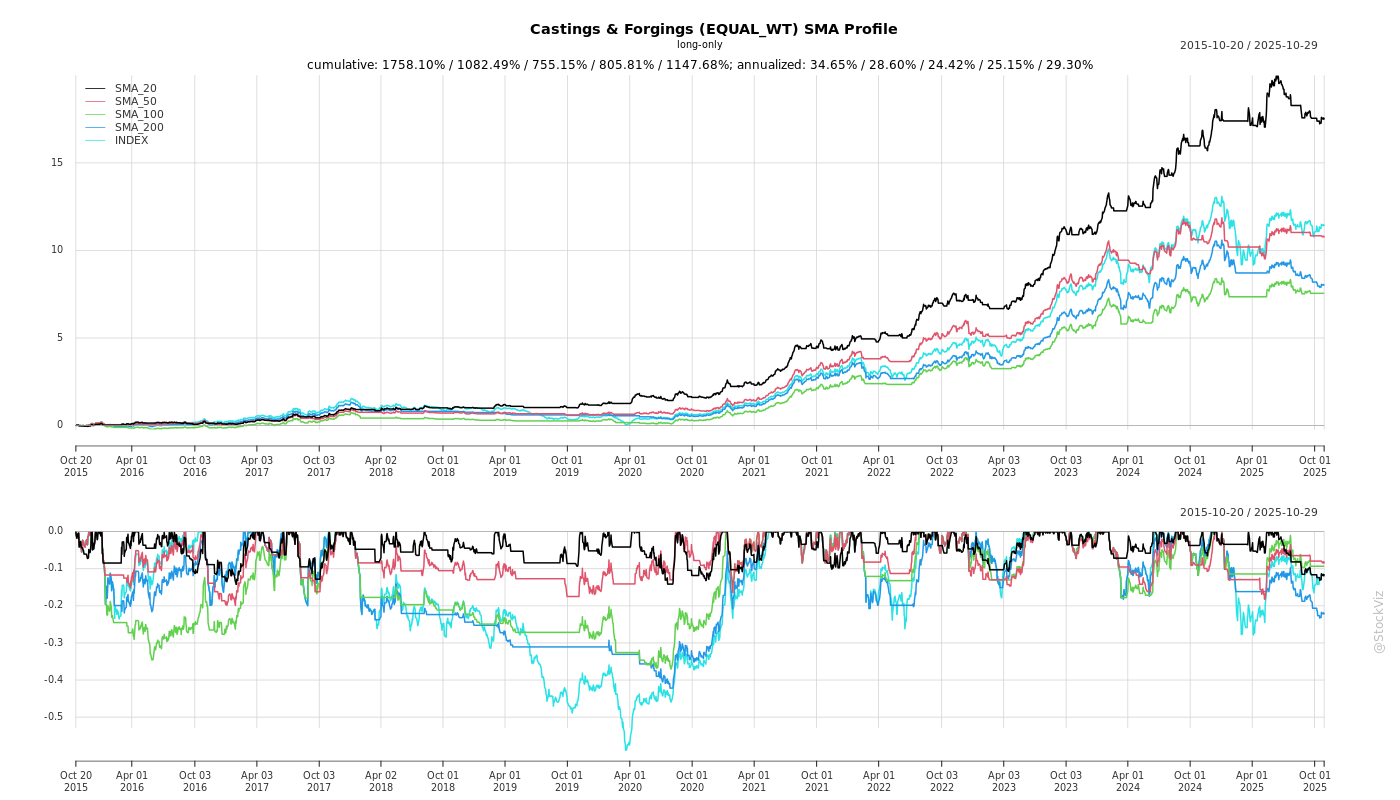 Castings & Forgings (EQUAL_WT) SMA Profile
long-only
2015-10-20 / 2025-10-29
cumulative: 1758.10% / 1082.49% / 755.15% / 805.81% / 1147.68%; annualized: 34.65% / 28.60% / 24.42% / 25.15% / 29.30%
SMA_20
SMA_50
SMA_100
SMA_200
INDEX
15
10
5
0
Oct 20 Apr 01 Oct 03 Apr 03 Oct 03 Apr 02 Oct 01 Apr 01 Oct 01 Apr 01 Oct 01 Apr 01 Oct 01 Apr 01 Oct 03 Apr 03 Oct 03 Apr 01 Oct 01 Apr 01 Oct 01
2015 2016 2016 2017 2017 2018 2018 2019 2019 2020 2020 2021 2021 2022 2022 2023 2023 2024 2024 2025 2025
2015-10-20 / 2025-10-29
0.0
-0.1
-0.2
-0.3
-0.4
-0.5
Oct 20 Apr 01 Oct 03 Apr 03 Oct 03 Apr 02 Oct 01 Apr 01 Oct 01 Apr 01 Oct 01 Apr 01 Oct 01 Apr 01 Oct 03 Apr 03 Oct 03 Apr 01 Oct 01 Apr 01 Oct 01
2015 2016 2016 2017 2017 2018 2018 2019 2019 2020 2020 2021 2021 2022 2022 2023 2023 2024 2024 2025 2025
@StockViz